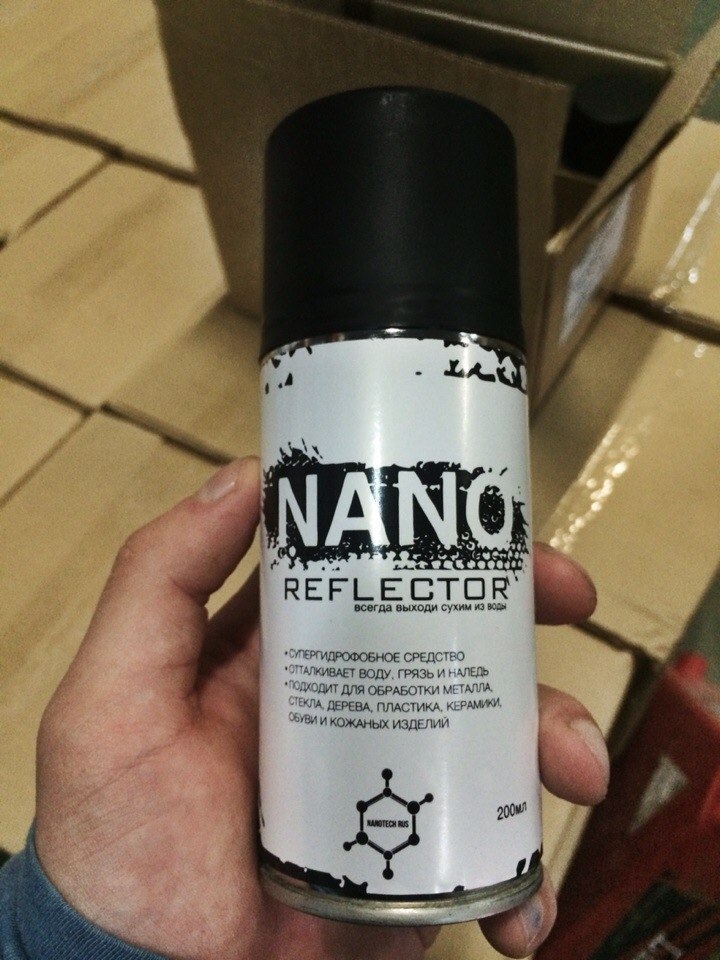 NANO
REFLECTOR
всегда выходи сухим из воды
•СУПЕРГИДРОФОБНОЕ СРЕДСТВО
•ОТТАЛКИВАЕТ ВОДУ, ГРЯЗЬ И НАЛЕДЬ
•ПОДХОДИТ ДЛЯ ОБРАБОТКИ МЕТАЛЛА,
СТЕКЛА, ДЕРЕВА, ПЛАСТИКА, КЕРАМИКИ,
ОБУВИ И КОЖАНЫХ ИЗДЕЛИЙ
200мл
NANOTECH RUS